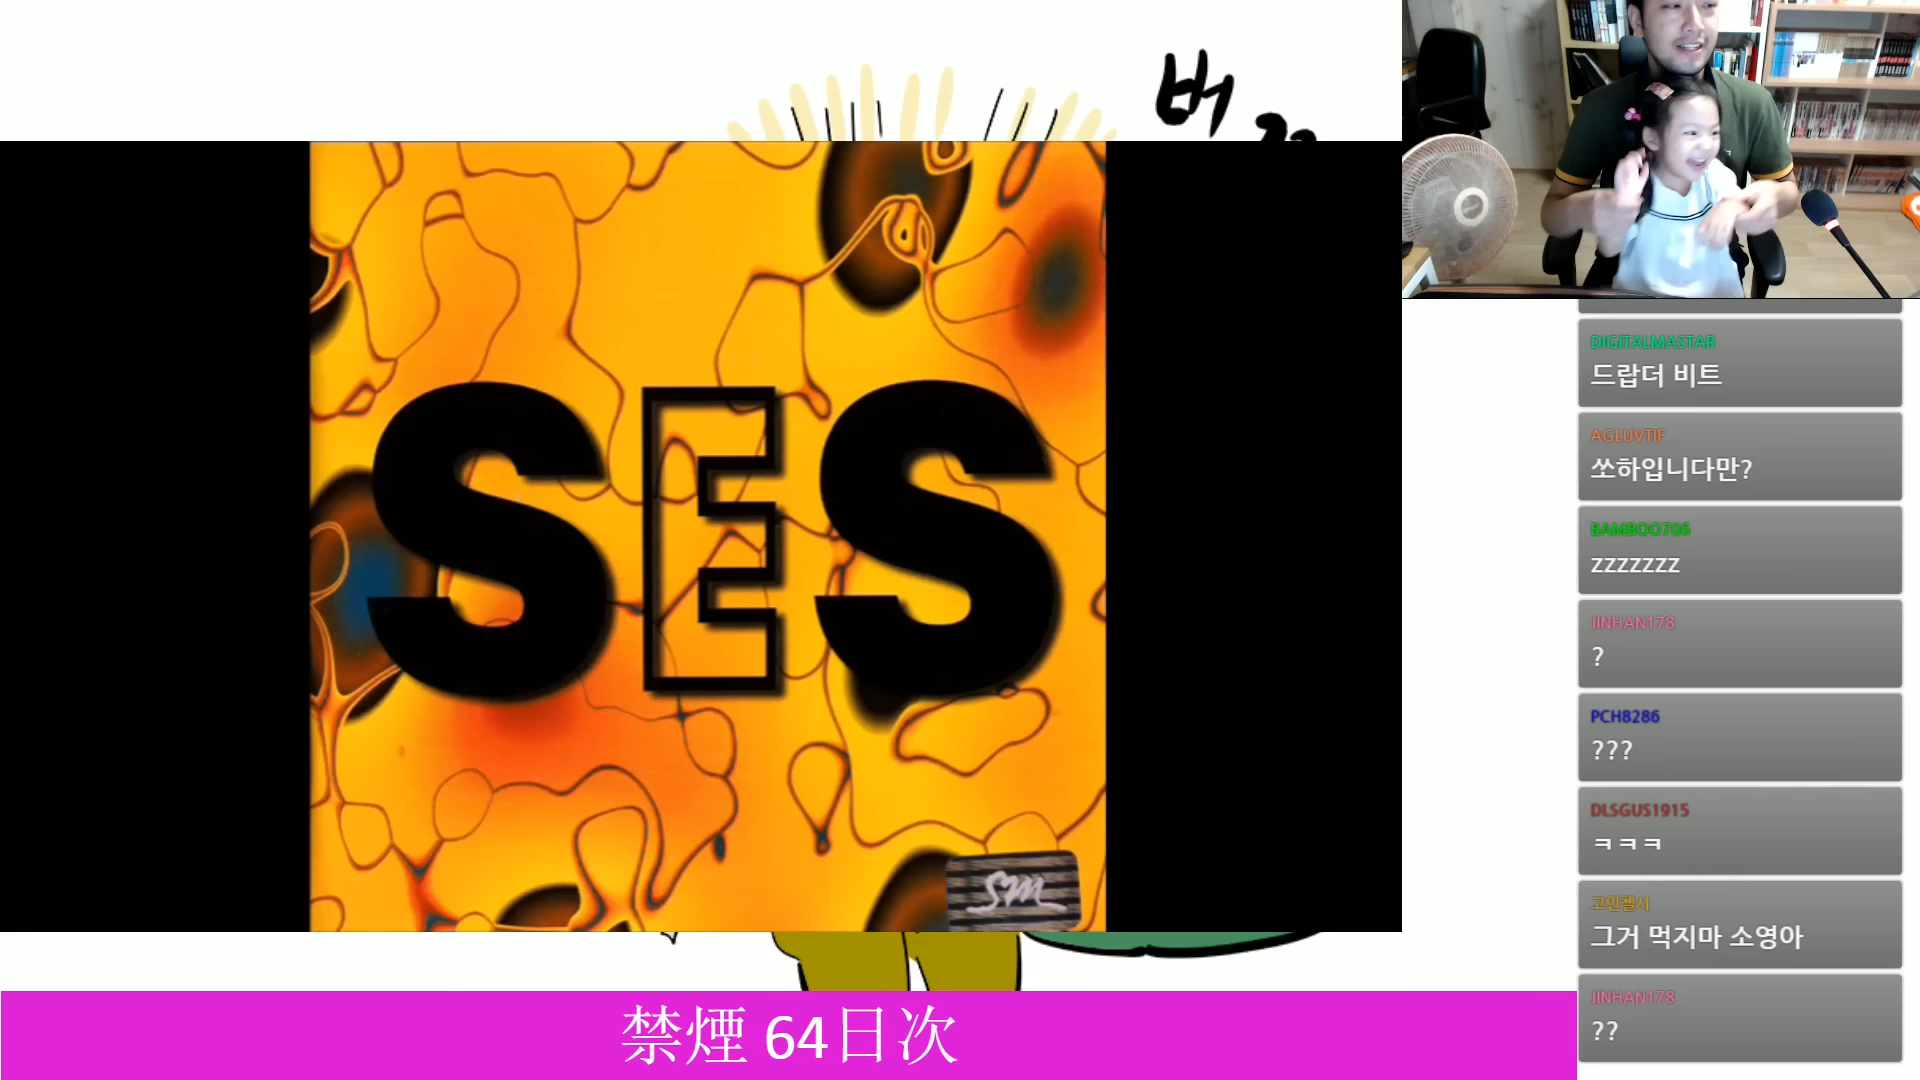 버
SES
SM
DIGITALMASTAR
드랍더 비트
AGLUVTIF
쏘하입니다만?
BAMBOO706
zzzzzzz
JINHAN178
?
PCH8286
???
DLSGUS1915
ㅋㅋㅋ
고민켈시
그거 먹지마 소영아
JINHAN178
??
禁煙 64日次